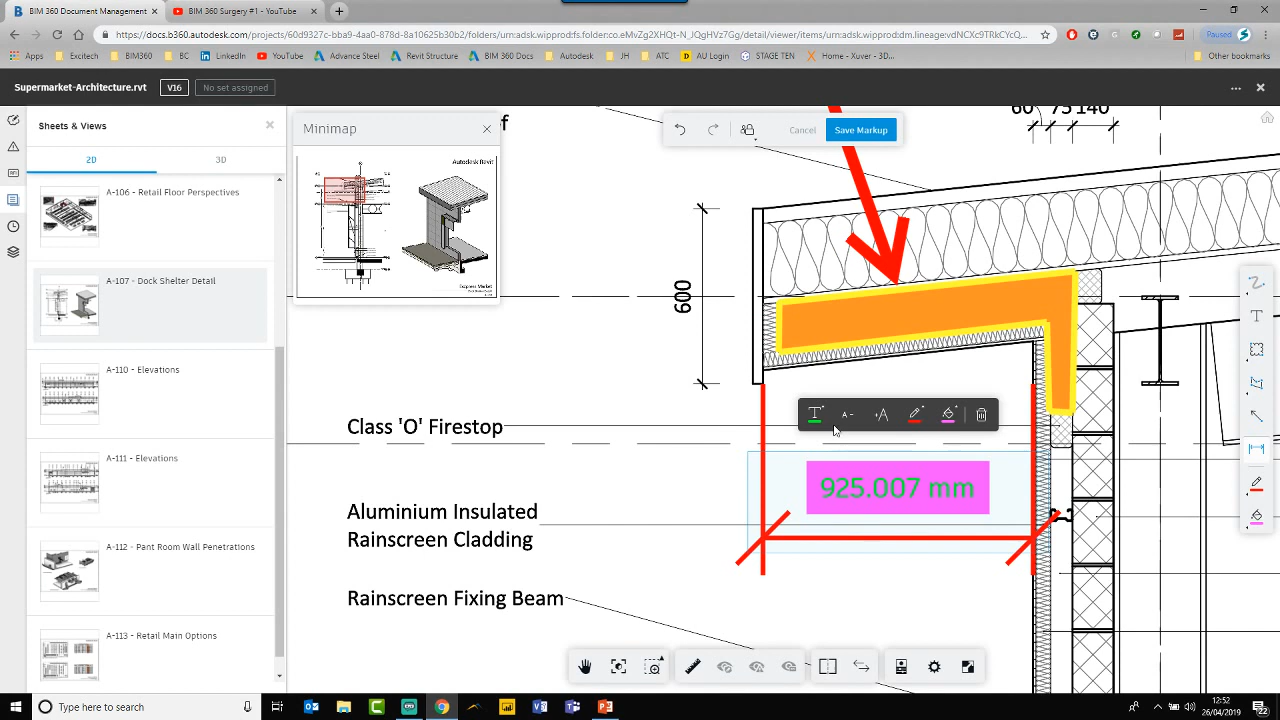 BIM 360 Document Management
BIM 360 Surgery #1 - YouTube
https://docs.b360.autodesk.com/projects/60d9327c-bba9-4aa0-878d-8a10625b30b2/folders/urn:adsk.wipprod:fs.folder:co.eMvZg2XHQt-N_JQgHVz7Gg/detail/viewer/items/urn:adsk.wipprod:dm.lineage:vdNCXc9TRkCYcQ...
Paused
Apps
Excitech
BIM360
BC
LinkedIn
YouTube
Advance Steel
Revit Structure
BIM 360 Docs
Autodesk
JH
ATC
AU Login
STAGE TEN
Home - Xuver - You...
Other bookmarks
Supermarket-Architecture.rvt
V16
No set assigned
Sheets & Views
2D
3D
A-106 - Retail Floor Perspectives
A-107 - Dock Shelter Detail
A-110 - Elevations
A-111 - Elevations
A-112 - Pant Room Wall Penetrations
A-113 - Retail Main Options
Minimap
Autodesk Revit
Express Market
Cancel
Save Markup
60
75
140
600
Class 'O' Firestop
925.007 mm
Aluminium Insulated
Rainscreen Cladding
Rainscreen Fixing Beam
Type here to search
12:52
26/04/2019